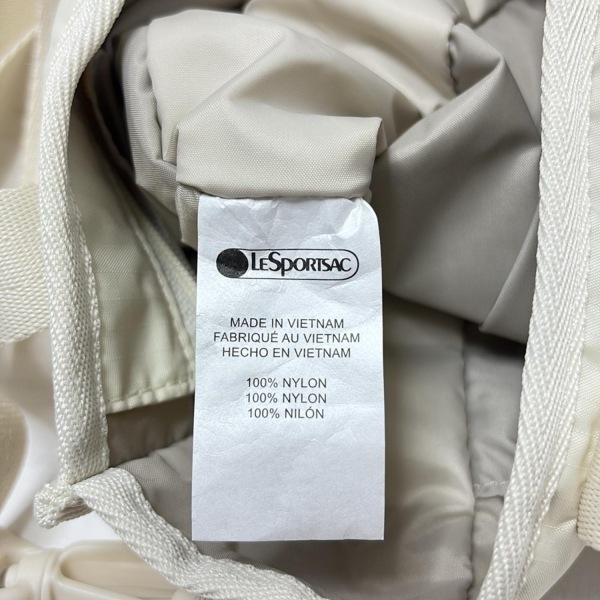 LeSportsac
MADE IN VIETNAM
FABRIQUÉ AU VIETNAM
HECHO EN VIETNAM
100% NYLON
100% NYLON
100% NILÓN